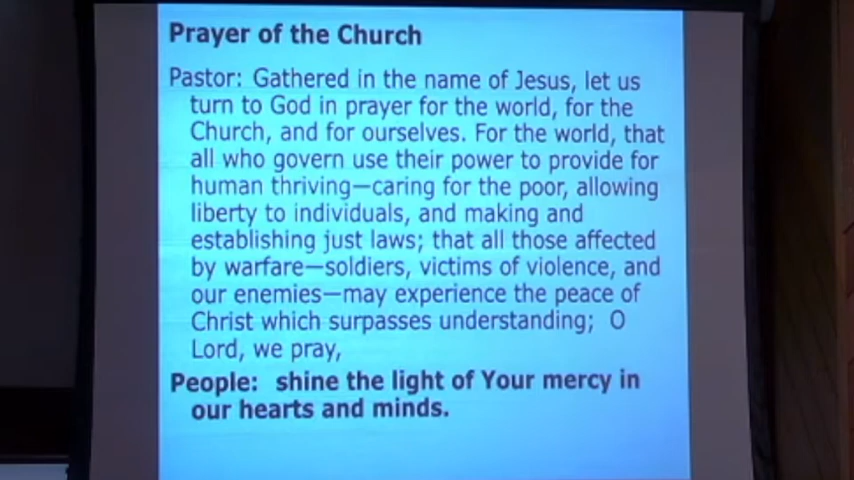 Prayer of the Church
Pastor: Gathered in the name of Jesus, let us
turn to God in prayer for the world, for the
Church, and for ourselves. For the world, that
all who govern use their power to provide for
human thriving—caring for the poor, allowing
liberty to individuals, and making and
establishing just laws; that all those affected
by warfare—soldiers, victims of violence, and
our enemies—may experience the peace of
Christ which surpasses understanding; O
Lord, we pray,
People: shine the light of Your mercy in
our hearts and minds.